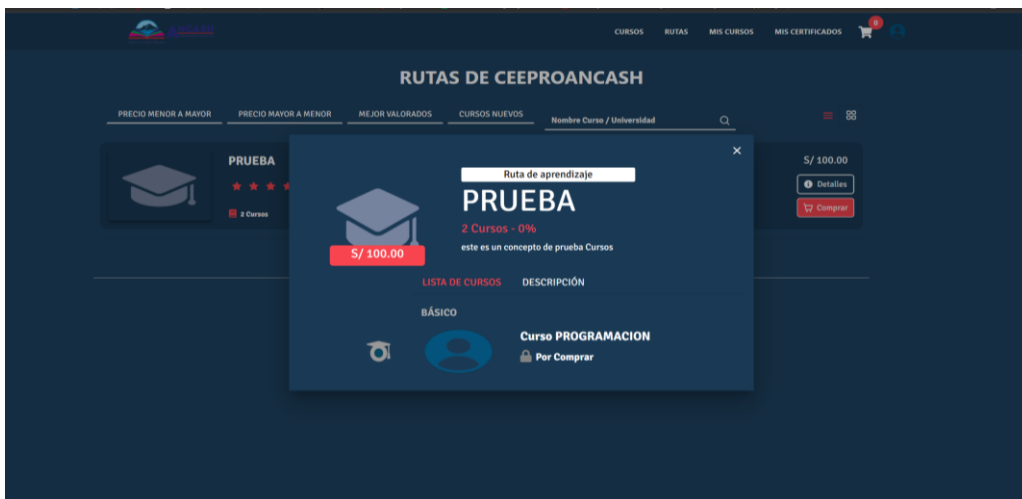 CURSOS RUTAS MIS CURSOS MIS CERTIFICADOS 0
RUTAS DE CEEPROANCASH
PRECIO MENOR A MAYOR PRECIO MAYOR A MENOR MEJOR VALORADOS CURSOS NUEVOS Nombre Curso / Universidad
PRUEBA
2 Cursos
S/ 100.00
Detalles
Comprar
×
Ruta de aprendizaje
PRUEBA
2 Cursos - 0%
este es un concepto de prueba Cursos
S/ 100.00
LISTA DE CURSOS DESCRIPCIÓN
BÁSICO
Curso PROGRAMACION
Por Comprar